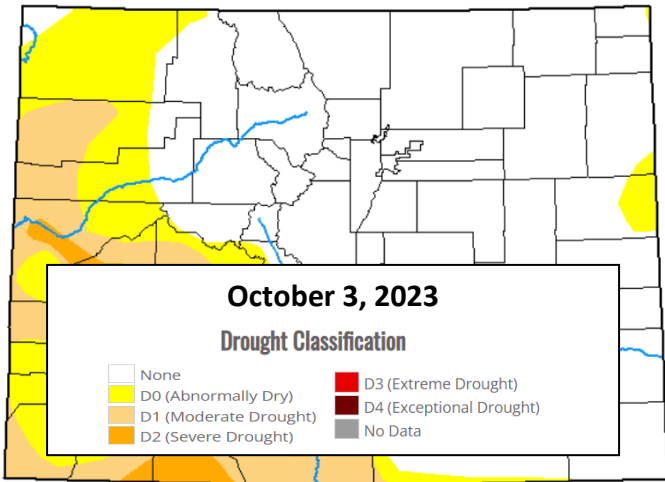 October 3, 2023
Drought Classification
None
D0 (Abnormally Dry)
D1 (Moderate Drought)
D2 (Severe Drought)
D3 (Extreme Drought)
D4 (Exceptional Drought)
No Data